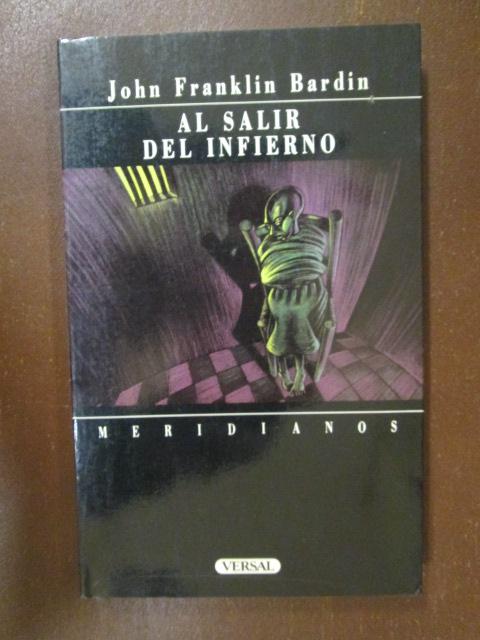 John Franklin Bardin
AL SALIR
DEL INFIERNO
MERIDIANOS
VERSAL